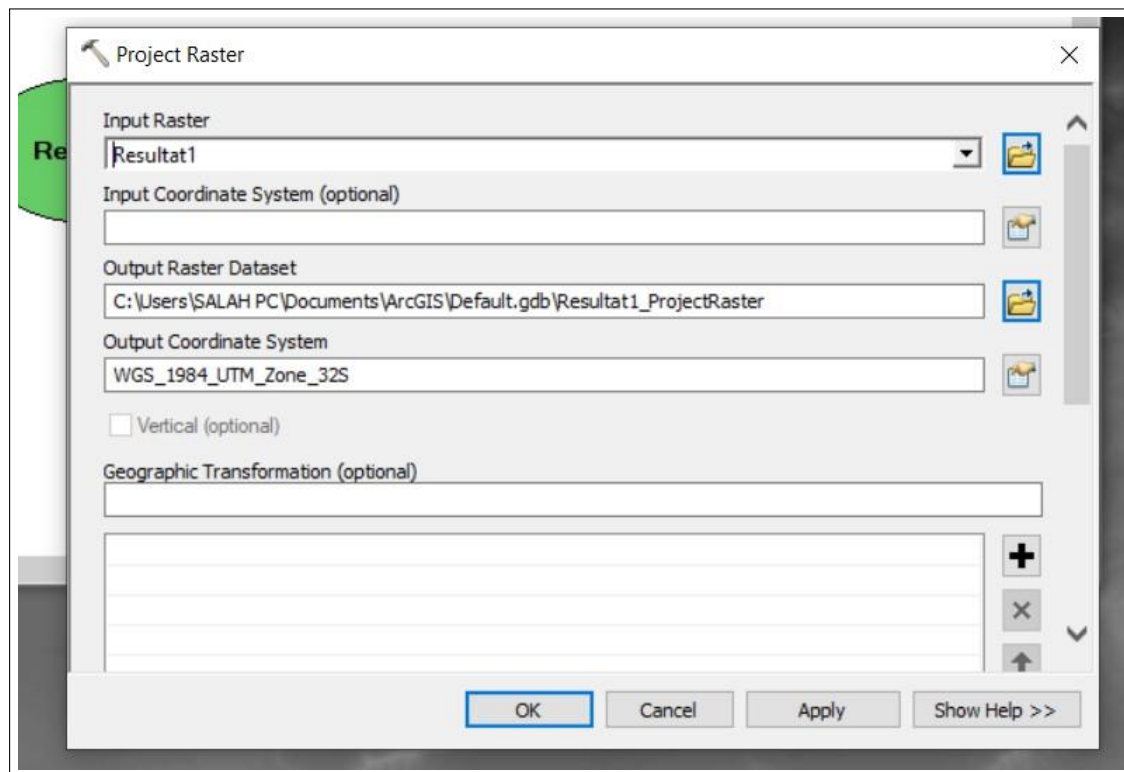 Project Raster
Input Raster
Re
Resultat1
Input Coordinate System (optional)
Output Raster Dataset
C:\Users\SALAH PC\Documents\ArcGIS\Default.gdb\Resultat1_ProjectRaster
Output Coordinate System
WGS_1984_UTM_Zone_32S
Vertical (optional)
Geographic Transformation (optional)
OK Cancel Apply Show Help >>